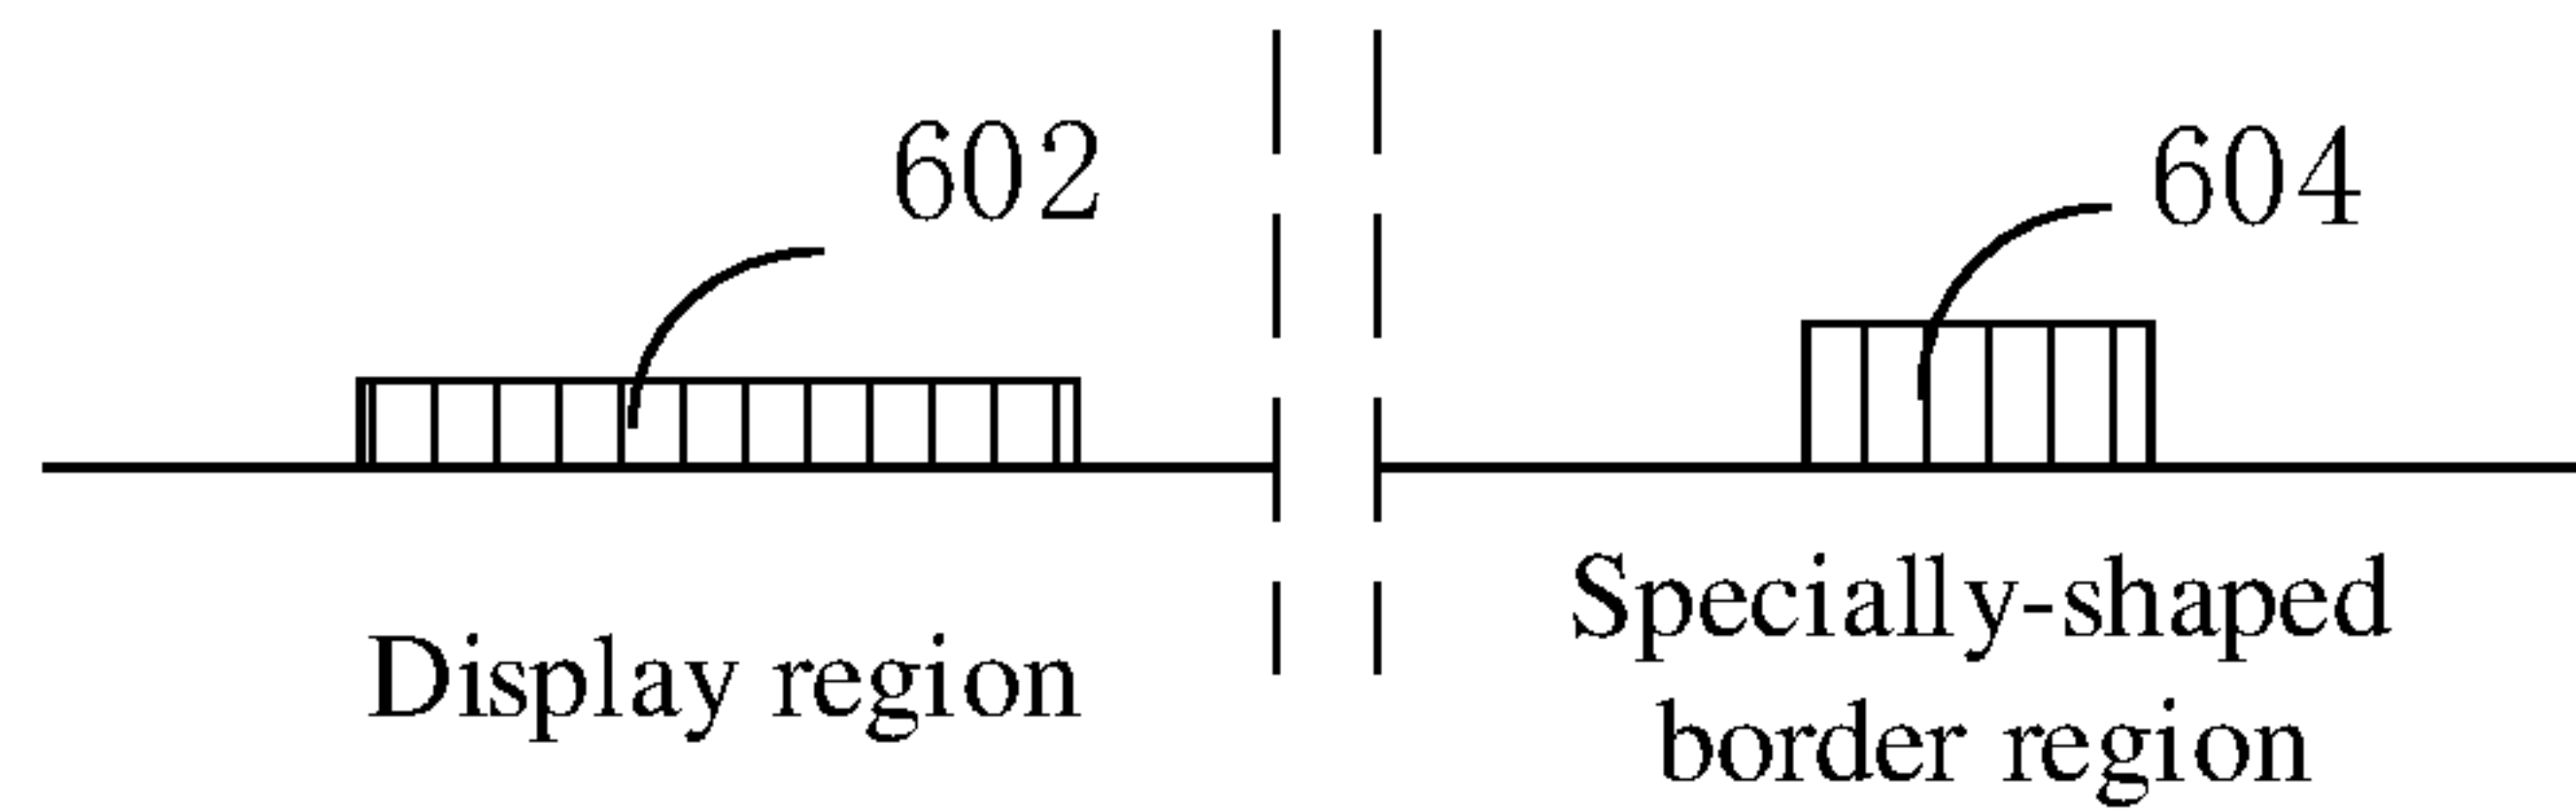 602
604
Display region
Specially-shaped
border region